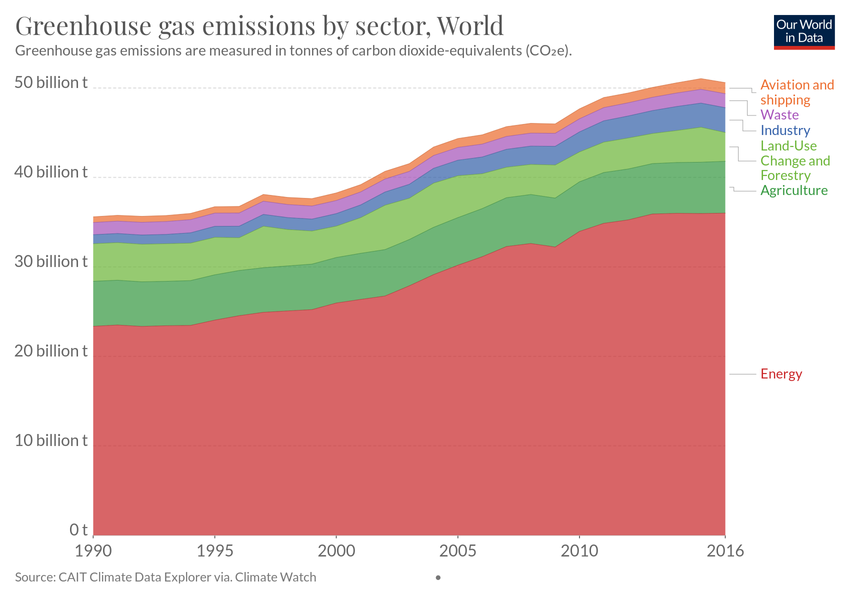 Greenhouse gas emissions by sector, World
Greenhouse gas emissions are measured in tonnes of carbon dioxide-equivalents (CO₂e).
Our World
in Data
50 billion t
40 billion t
30 billion t
20 billion t
10 billion t
0 t
1990
1995
2000
2005
2010
2016
Aviation and
shipping
Waste
Industry
Land-Use
Change and
Forestry
Agriculture
Energy
Source: CAIT Climate Data Explorer via. Climate Watch